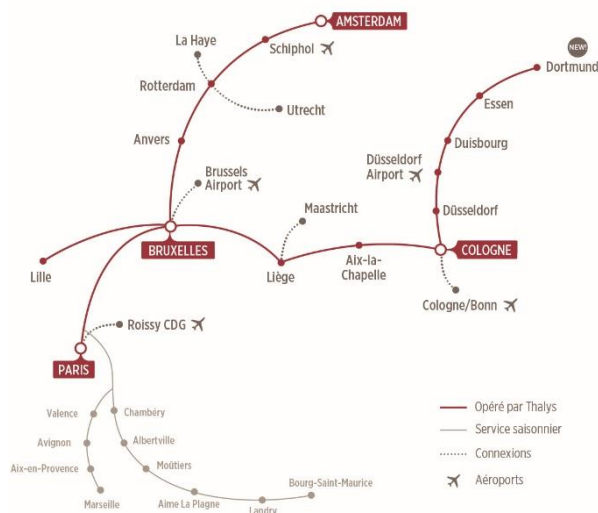 AMSTERDAM
La Haye
Schiphol
NEW!
Dortmund
Rotterdam
Utrecht
Essen
Anvers
Duisbourg
Brussels
Airport
Düsseldorf
Airport
Maastricht
Düsseldorf
BRUXELLES
COLOGNE
Lille
Liège
Aix-la-
Chapelle
Cologne/Bonn
Roissy CDG
PARIS
Valence
Chambéry
Avignon
Albertville
Aix-en-Provence
Moûtiers
Marseille
Aime La Plagne
Landry
Bourg-Saint-Maurice
Opéré par Thalys
Service saisonnier
Connexions
Aéroports